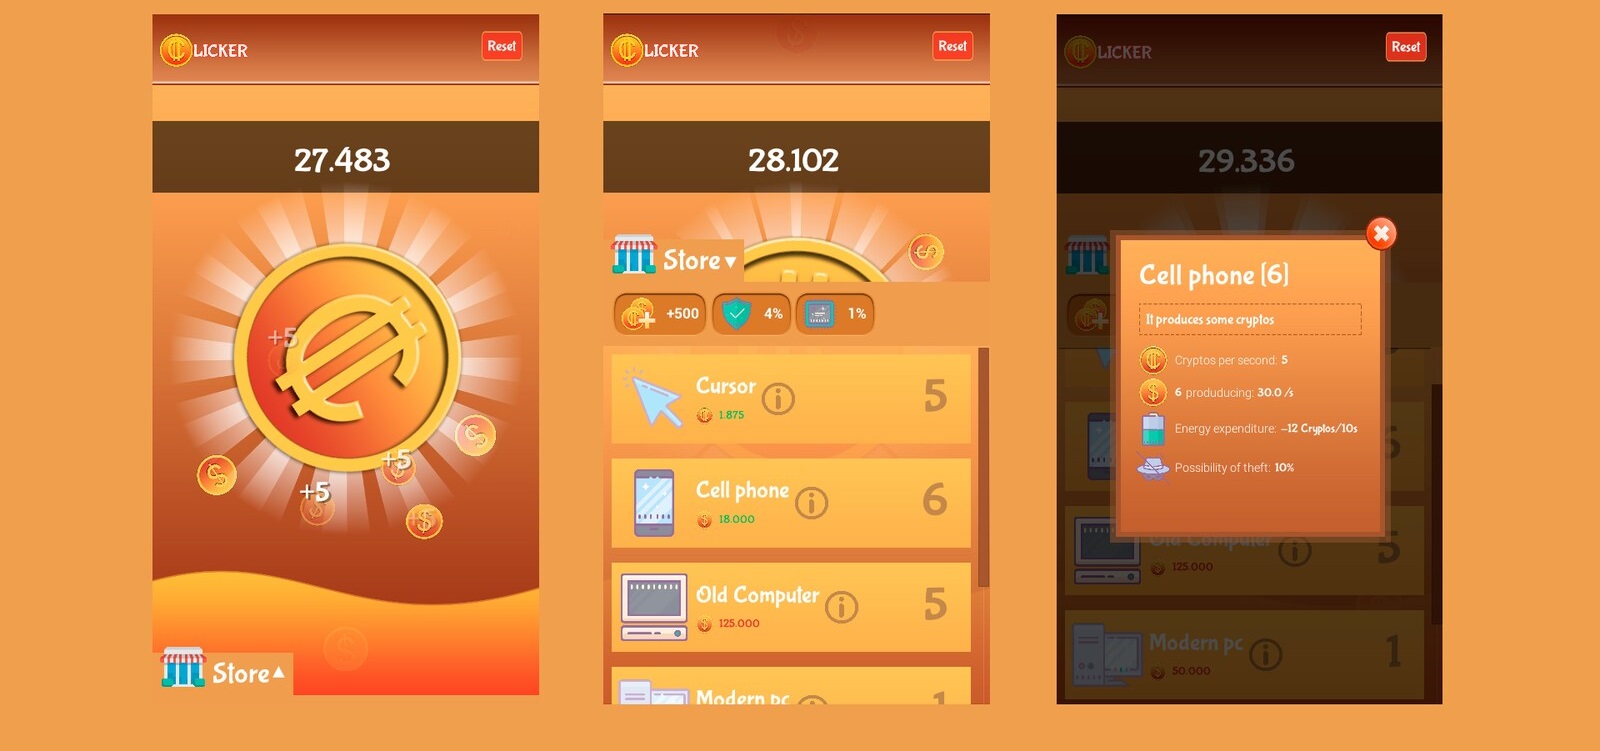 LICKER
Reset
27.483
+5
+5
+5
Store
LICKER
Reset
28.102
Store
+500
4%
1%
Cursor
5
1.875
Cell phone
6
18.000
Old Computer
5
125.000
Modern pc
1
LICKER
Reset
29.336
Cell phone (6)
It produces some cryptos
Cryptos per second: 5
6 produducing: 30.0 /s
Energy expenditure: -12 Cryptos/10s
Possibility of theft: 10%
Old Computer
5
125.000
Modern pc
1
50.000